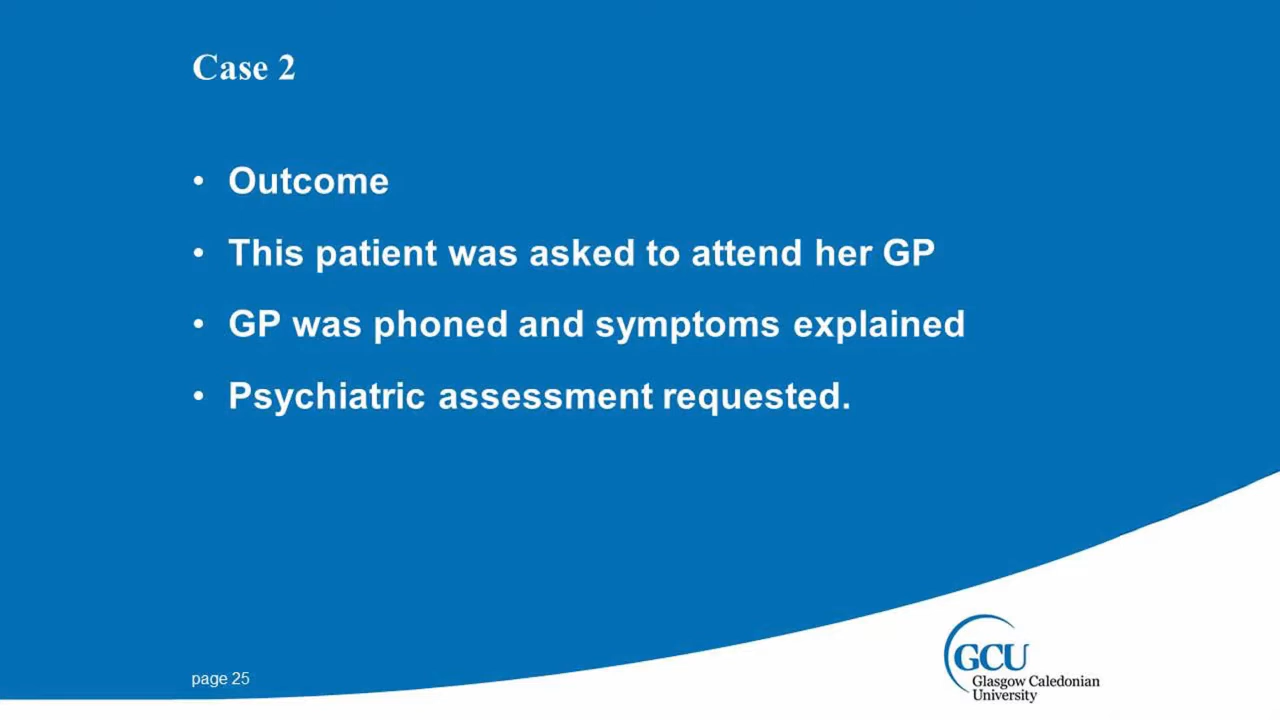 Case 2
• Outcome
• This patient was asked to attend her GP
• GP was phoned and symptoms explained
• Psychiatric assessment requested.
page 25
GCU
Glasgow Caledonian
University